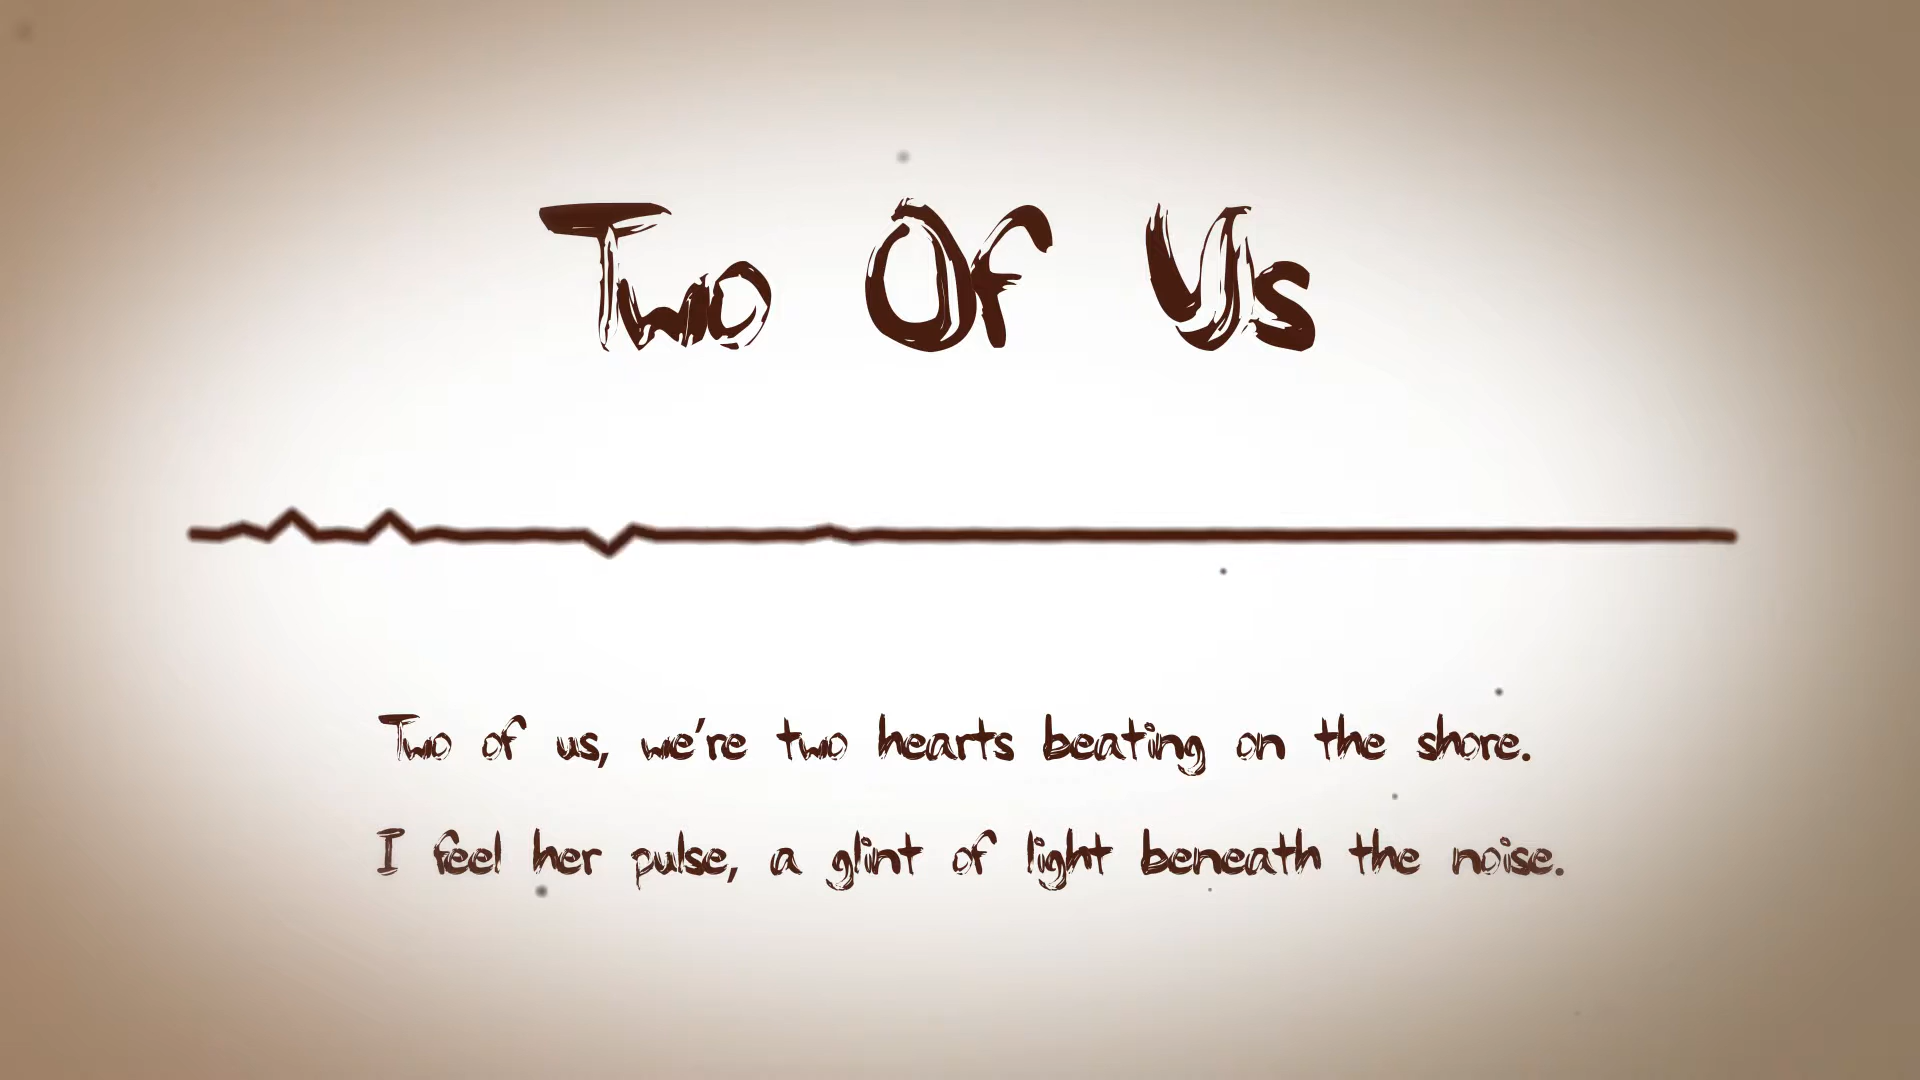 Two Of Us
Two of us, we're two hearts beating on the shore.
I feel her pulse, a glint of light beneath the noise.